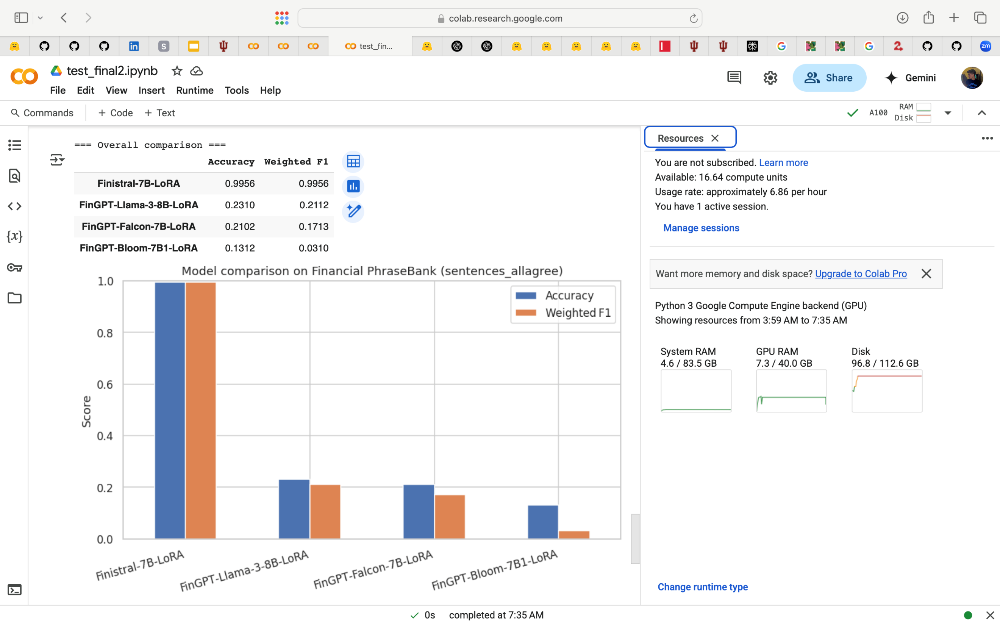 colab.research.google.com
in
S
test_fin...
zm
test_final2.ipynb
File Edit View Insert Runtime Tools Help
Share
Gemini
Commands
+ Code + Text
A100
RAM
Disk
=== Overall comparison ===
Accuracy Weighted F1
Finistral-7B-LoRA 0.9956 0.9956
FinGPT-Llama-3-8B-LoRA 0.2310 0.2112
FinGPT-Falcon-7B-LoRA 0.2102 0.1713
FinGPT-Bloom-7B1-LoRA 0.1312 0.0310
Model comparison on Financial PhraseBank (sentences_allagree)
1.0
0.8
0.6
0.4
0.2
0.0
Score
Accuracy
Weighted F1
Finistral-7B-LoRA
FinGPT-Llama-3-8B-LoRA
FinGPT-Falcon-7B-LoRA
FinGPT-Bloom-7B1-LoRA
Resources
You are not subscribed. Learn more
Available: 16.64 compute units
Usage rate: approximately 6.86 per hour
You have 1 active session.
Manage sessions
Want more memory and disk space? Upgrade to Colab Pro
Python 3 Google Compute Engine backend (GPU)
Showing resources from 3:59 AM to 7:35 AM
System RAM
4.6 / 83.5 GB
GPU RAM
7.3 / 40.0 GB
Disk
96.8 / 112.6 GB
Change runtime type
0s completed at 7:35 AM